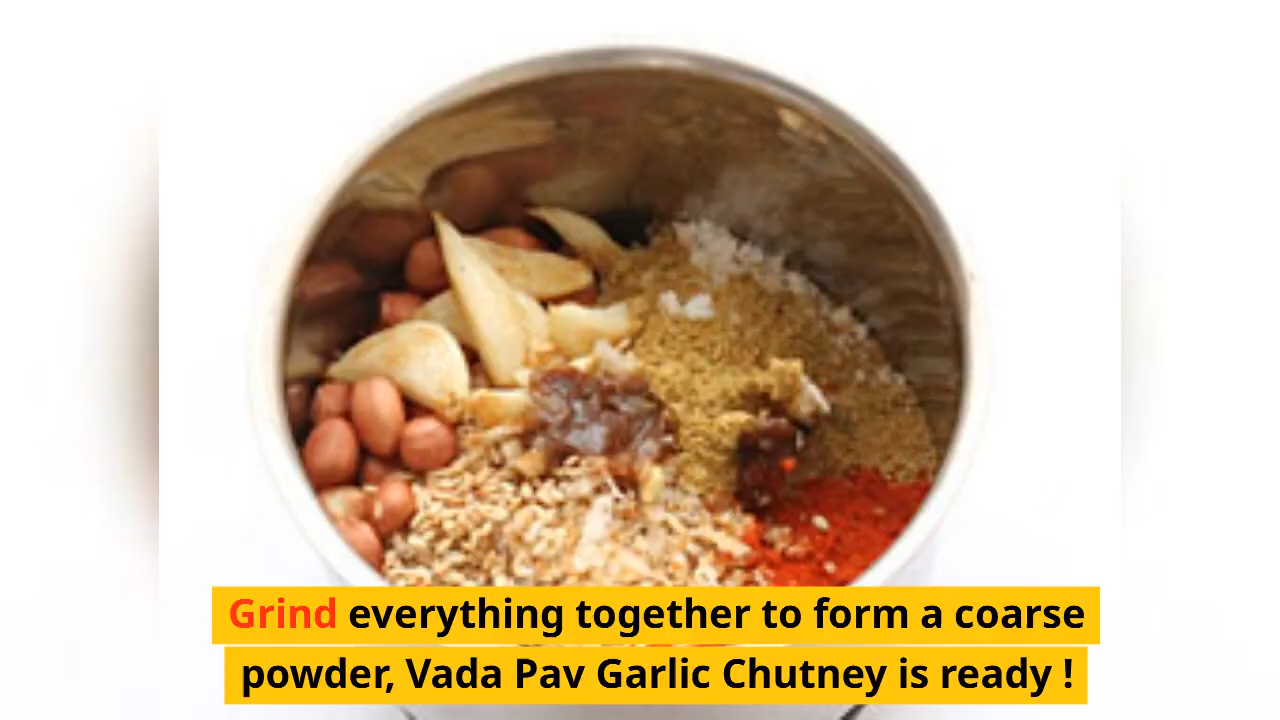 Grind everything together to form a coarse
powder, Vada Pav Garlic Chutney is ready !